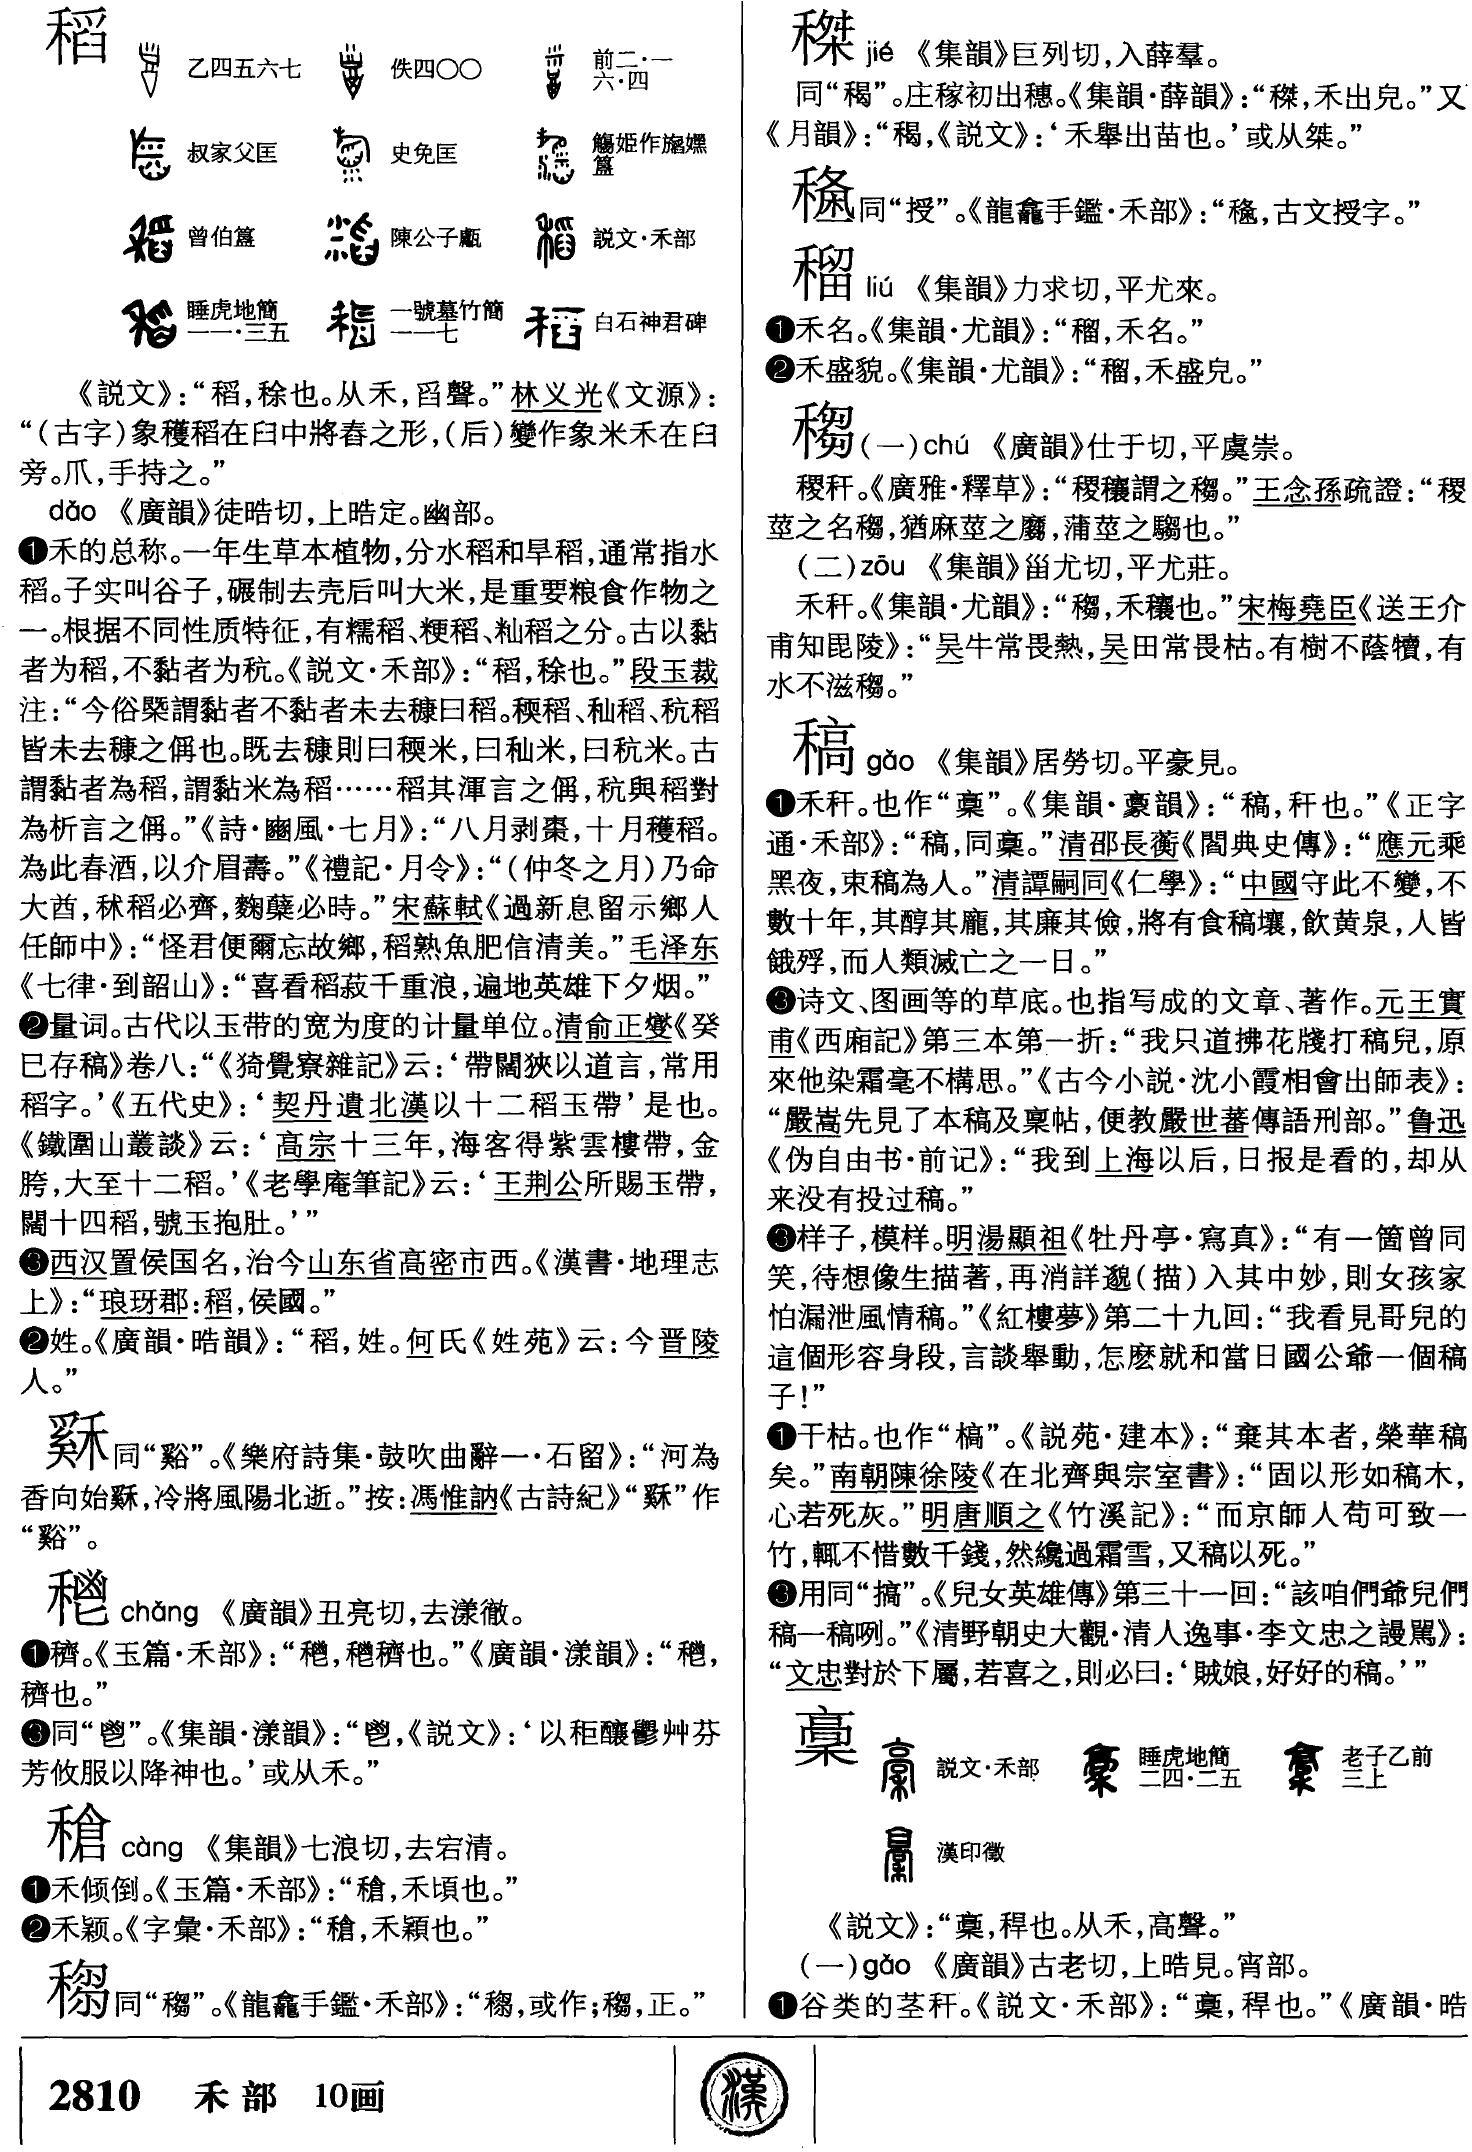 稻
乙四五六七 佚四〇〇 前二·一六·四
叔家父匡 史免匡 觴姬作㜏簠
曾伯簠 陳公子甗 説文·禾部
睡虎地簡一一·三五 一號墓竹簡一一七 白石神君碑
《説文》：“稻，稌也。从禾，舀聲。”林义光《文源》：
“（古字）象穫稻在臼中將舂之形，（后）變作象米禾在臼
旁。爪，手持之。”
dǎo 《廣韻》徒晧切，上晧定。幽部。
❶禾的总称。一年生草本植物，分水稻和旱稻，通常指水
稻。子实叫谷子，碾制去壳后叫大米，是重要粮食作物之
一。根据不同性质特征，有糯稻、粳稻、籼稻之分。古以黏
者为稻，不黏者为秔。《説文·禾部》：“稻，稌也。”段玉裁
注：“今俗槩謂黏者不黏者未去穅曰稻。稬稻、秈稻、秔稻
皆未去穅之偁也。既去穅則曰稬米，曰秈米，曰秔米。古
謂黏者為稻，謂黏米為稻……稻其渾言之偁，秔與稻對
為析言之偁。”《詩·豳風·七月》：“八月剥棗，十月穫稻。
為此春酒，以介眉壽。”《禮記·月令》：“（仲冬之月）乃命
大酋，秫稻必齊，麴糵必時。”宋蘇軾《過新息留示鄉人
任師中》：“怪君便爾忘故鄉，稻熟魚肥信清美。”毛泽东
《七律·到韶山》：“喜看稻菽千重浪，遍地英雄下夕烟。”
❷量词。古代以玉带的宽为度的计量单位。清俞正燮《癸
巳存稿》卷八：“《猗覺寮雜記》云：‘帶闊狹以道言，常用
稻字。’《五代史》：‘契丹遺北漢以十二稻玉帶’是也。
《鐵圍山叢談》云：‘高宗十三年，海客得紫雲樓帶，金
胯，大至十二稻。’《老學庵筆記》云：‘王荆公所賜玉帶，
闊十四稻，號玉抱肚。’”
❸西汉置侯国名，治今山东省高密市西。《漢書·地理志
上》：“琅玡郡：稻，侯國。”
❷姓。《廣韻·晧韻》：“稻，姓。何氏《姓苑》云：今晋陵
人。”
同“谿”。《樂府詩集·鼓吹曲辭一·石留》：“河為
香向始，冷將風陽北逝。”按：馮惟訥《古詩紀》“”作
“谿”。
chǎng 《廣韻》丑亮切，去漾徹。
❶穧。《玉篇·禾部》：“，穧也。”《廣韻·漾韻》：“，
穧也。”
❸同“鬯”。《集韻·漾韻》：“鬯，《説文》：‘以秬釀鬱艸芬
芳攸服以降神也。’或从禾。”
䅮 càng 《集韻》七浪切，去宕清。
❶禾倾倒。《玉篇·禾部》：“䅮，禾頃也。”
❷禾颖。《字彙·禾部》：“䅮，禾穎也。”
同“䅳”。《龍龕手鑑·禾部》：“，或作；䅳，正。”
榤 jié 《集韻》巨列切，入薛羣。
同“䅥”。庄稼初出穗。《集韻·薛韻》：“，禾出皃。”又
《月韻》：“，《説文》：‘禾舉出苗也。’或从桀。”
同“授”。《龍龕手鑑·禾部》：“，古文授字。”
䅉 liú 《集韻》力求切，平尤來。
❶禾名。《集韻·尤韻》：“，禾名。”
❷禾盛貌。《集韻·尤韻》：“，禾盛皃。”
䅳（一）chú 《廣韻》仕于切，平虞崇。
稷秆。《廣雅·釋草》：“稷穰謂之䅳。”王念孫疏證：“稷
莖之名䅳，猶麻莖之黀，蒲莖之騶也。”
（二）zōu 《集韻》甾尤切，平尤莊。
禾秆。《集韻·尤韻》：“䅳，禾穰也。”宋梅堯臣《送王介
甫知毘陵》：“吴牛常畏熱，吴田常畏枯。有樹不蔭犢，有
水不滋䅳。”
稿 gǎo 《集韻》居勞切。平豪見。
❶禾秆。也作“稾”。《集韻·豪韻》：“稿，秆也。”《正字
通·禾部》：“稿，同稾。”清邵長蘅《閻典史傳》：“應元乘
黑夜，束稿為人。”清譚嗣同《仁學》：“中國守此不變，不
數十年，其醇其龐，其廉其儉，將有食稿壤，飲黄泉，人皆
餓殍，而人類滅亡之一日。”
❸诗文、图画等的草底。也指写成的文章、著作。元王實
甫《西廂記》第三本第一折：“我只道拂花牋打稿兒，原
來他染霜毫不構思。”《古今小説·沈小霞相會出師表》：
“嚴嵩先見了本稿及稟帖，便教嚴世蕃傳語刑部。”鲁迅
《伪自由书·前记》：“我到上海以后，日报是看的，却从
来没有投过稿。”
❸样子，模样。明湯顯祖《牡丹亭·寫真》：“有一箇曾同
笑，待想像生描著，再消詳邈（描）入其中妙，則女孩家
怕漏泄風情稿。”《紅樓夢》第二十九回：“我看見哥兒的
這個形容身段，言談舉動，怎麽就和當日國公爺一個稿
子！”
❶干枯。也作“槁”。《説苑·建本》：“棄其本者，榮華稿
矣。”南朝陳徐陵《在北齊與宗室書》：“固以形如稿木，
心若死灰。”明唐順之《竹溪記》：“而京師人苟可致一
竹，輒不惜數千錢，然纔過霜雪，又稿以死。”
❸用同“搞”。《兒女英雄傳》第三十一回：“該咱們爺兒們
稿一稿咧。”《清野朝史大觀·清人逸事·李文忠之謾駡》：
“文忠對於下屬，若喜之，則必曰：‘賊娘，好好的稿。’”
稾
説文·禾部 睡虎地簡二四·二五 老子乙前三上
漢印徵
《説文》：“稾，稈也。从禾，高聲。”
（一）gǎo 《廣韻》古老切，上晧見。宵部。
❶谷类的茎秆。《説文·禾部》：“稾，稈也。”《廣韻·晧
2810 禾部 10画
漢